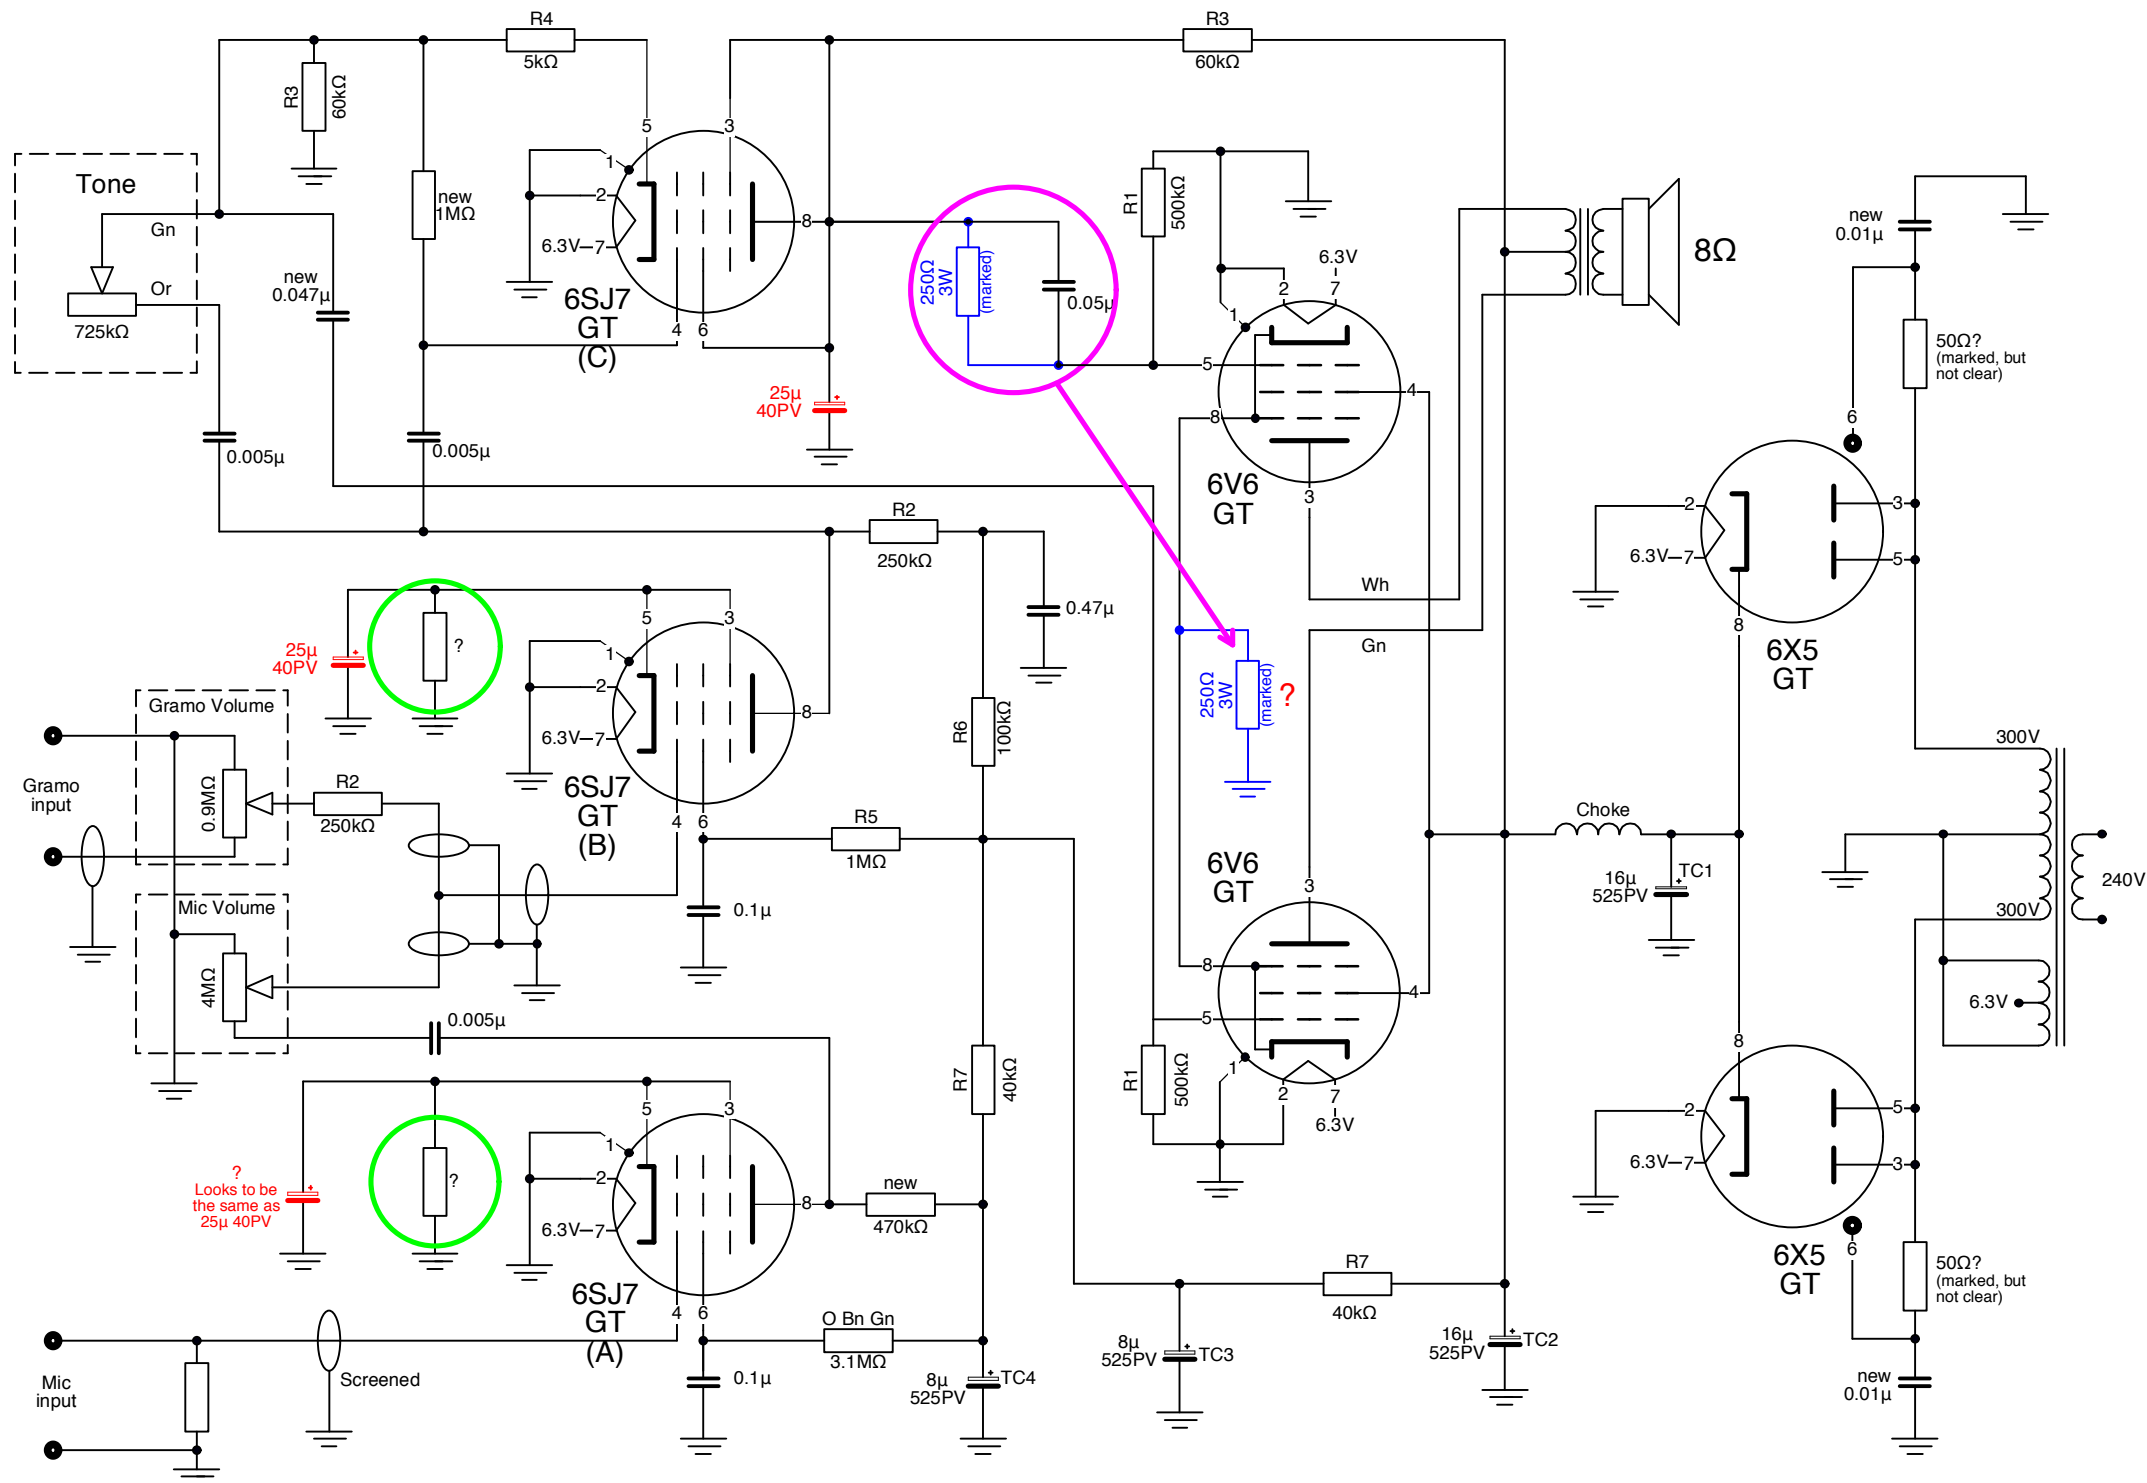 R4
5kΩ
R3
60kΩ
R3
60kΩ
5
3
1
2
6.3V
7
8
4
6
6SJ7
GT
(C)
new
1MΩ
Tone
Gn
Or
725kΩ
new
0.047µ
0.005µ
0.005µ
25µ
40PV
250Ω
3W
(marked)
0.05µ
R1
500kΩ
6.3V
2
7
1
5
4
8
3
6V6
GT
8Ω
Wh
Gn
new
0.01µ
50Ω?
(marked, but
not clear)
6
2
3
6.3V
7
5
8
6X5
GT
R2
250kΩ
0.47µ
25µ
40PV
?
5
3
1
2
6.3V
7
8
4
6
6SJ7
GT
(B)
R6
100kΩ
250Ω
3W
(marked)
?
Gramo Volume
0.9MΩ
Gramo
input
R2
250kΩ
R5
1MΩ
0.1µ
Mic Volume
4MΩ
0.005µ
6V6
GT
3
8
4
5
1
2
7
6.3V
R1
500kΩ
Choke
16µ
525PV
TC1
300V
300V
240V
6.3V
R7
40kΩ
?
Looks to be
the same as
25µ 40PV
?
5
3
1
2
6.3V
7
8
4
6
6SJ7
GT
(A)
new
470kΩ
O Bn Gn
3.1MΩ
0.1µ
8µ
525PV
TC4
8µ
525PV
TC3
R7
40kΩ
16µ
525PV
TC2
8
2
5
6.3V
7
3
6
6X5
GT
50Ω?
(marked, but
not clear)
new
0.01µ
Mic
input
Screened